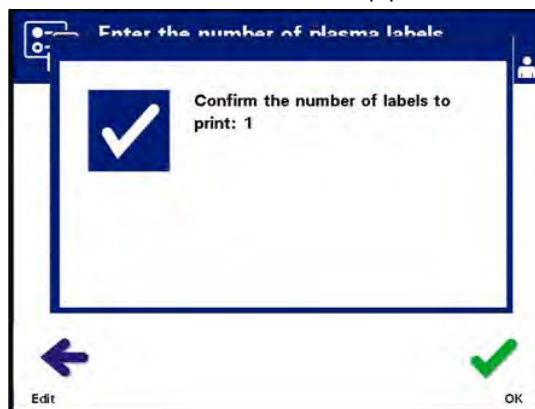 Enter the number of plasma labels
Confirm the number of labels to
print: 1
Edit
OK